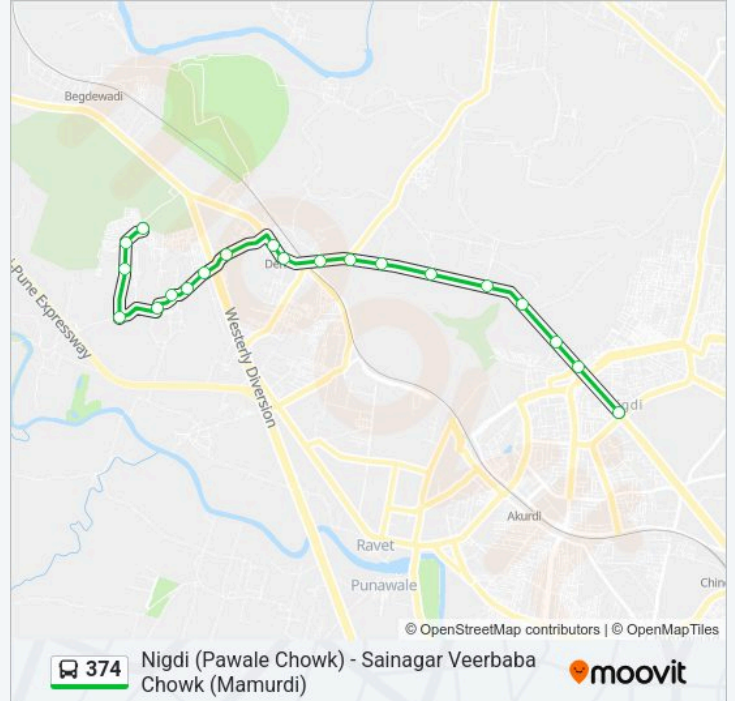 Begdewadi
Deh
i-Pune Expressway
Westerly Diversion
gdi
Akurdi
Ravet
Punawale
Chin
© OpenStreetMap contributors | © OpenMapTiles
374
Nigdi (Pawale Chowk) - Sainagar Veerbaba
Chowk (Mamurdi)
moovit